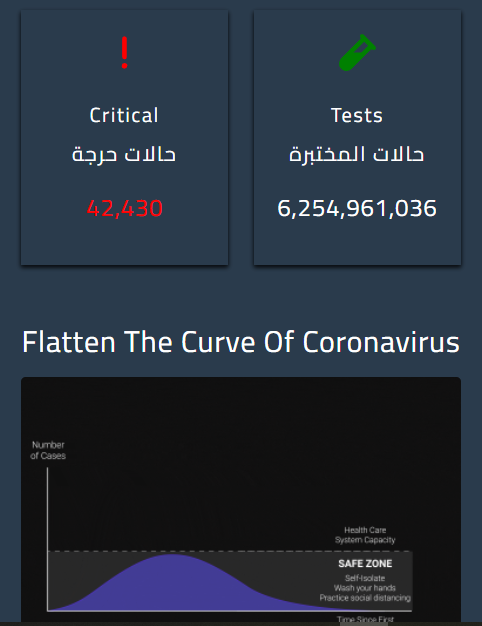 Critical
حالات حرجة
42,430
Tests
حالات المختبرة
6,254,961,036
Flatten The Curve Of Coronavirus
Number
of Cases
Health Care
System Capacity
SAFE ZONE
Self-Isolate
Wash your hands
Practice social distancing
Time Since First